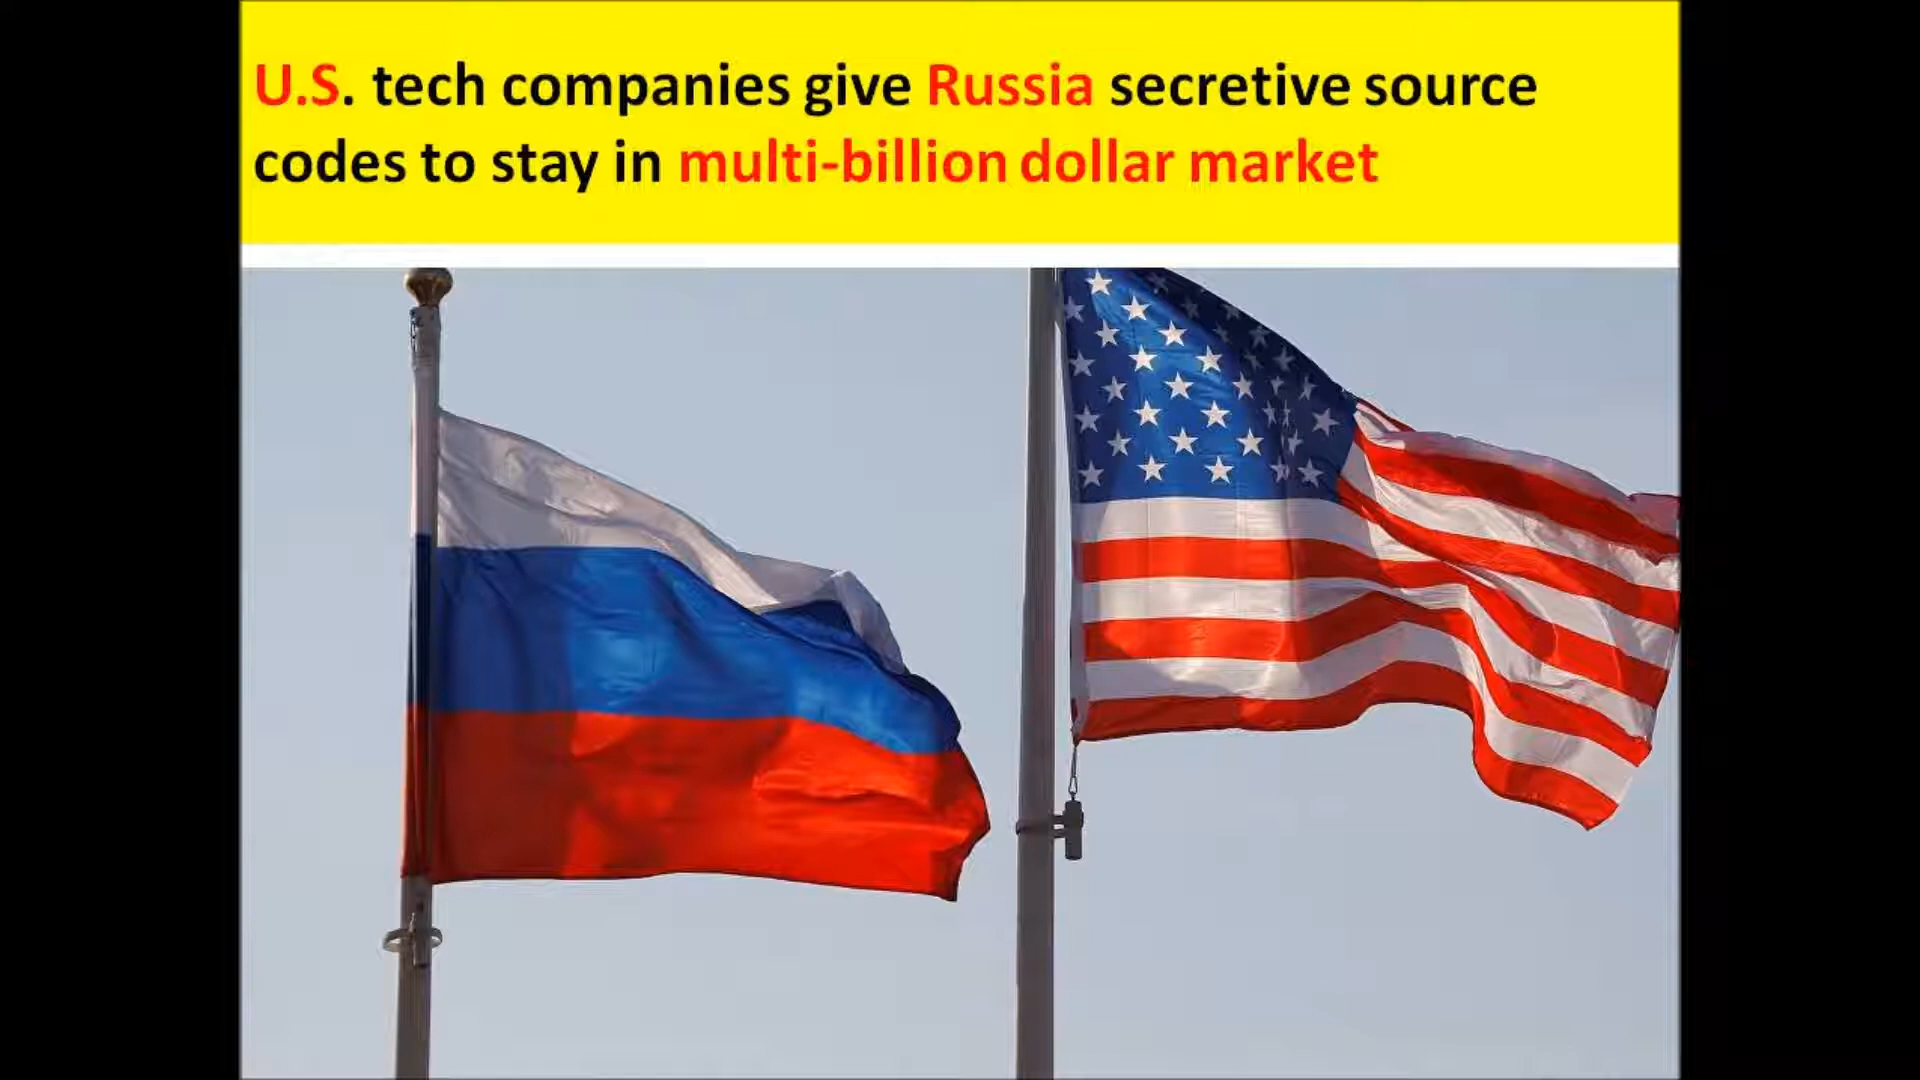 U.S. tech companies give Russia secretive source
codes to stay in multi-billion dollar market